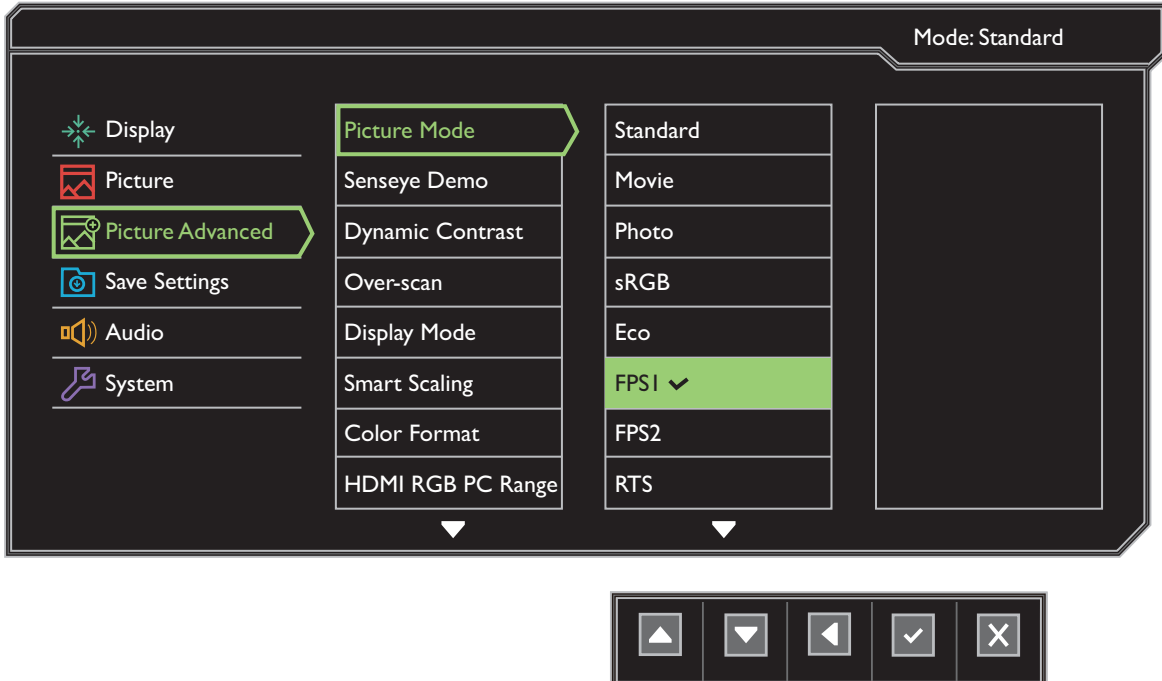 Mode: Standard
Display
Picture
Picture Advanced
Save Settings
Audio
System
Picture Mode
Senseye Demo
Dynamic Contrast
Over-scan
Display Mode
Smart Scaling
Color Format
HDMI RGB PC Range
Standard
Movie
Photo
sRGB
Eco
FPS1
FPS2
RTS